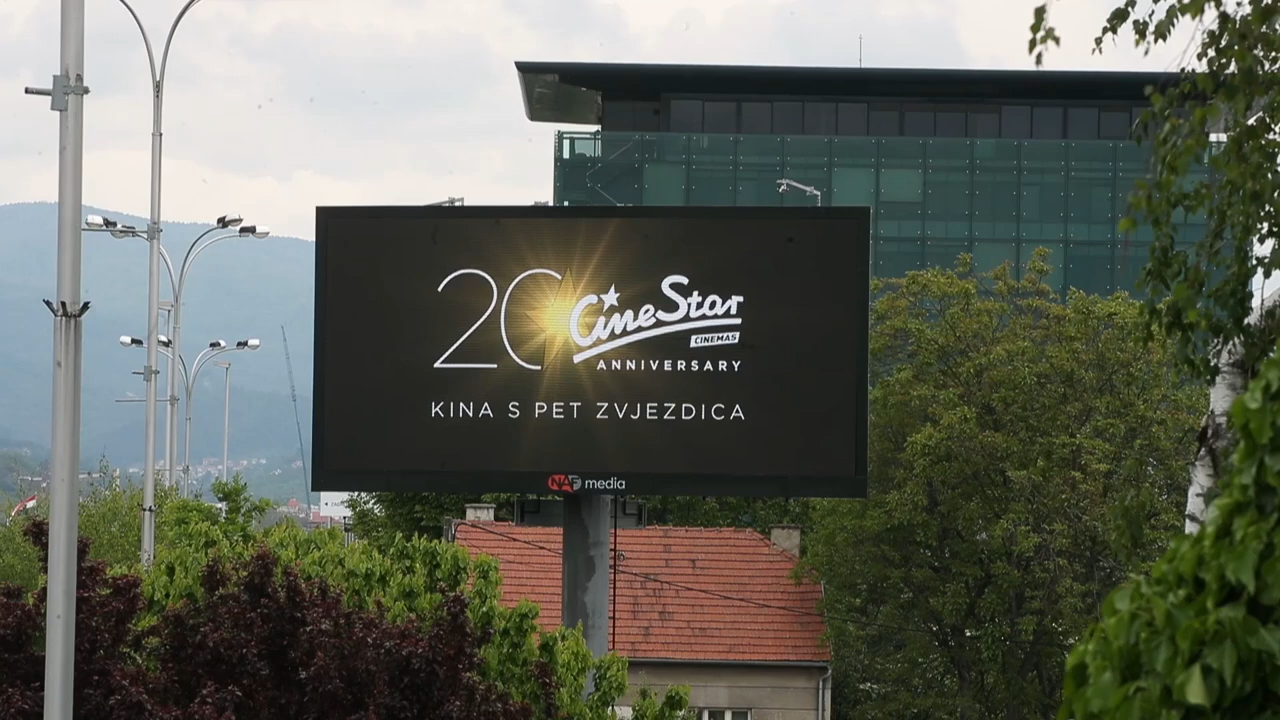 20 CineStar
CINEMAS
ANNIVERSARY
KINA S PET ZVJEZDICA
NAF media